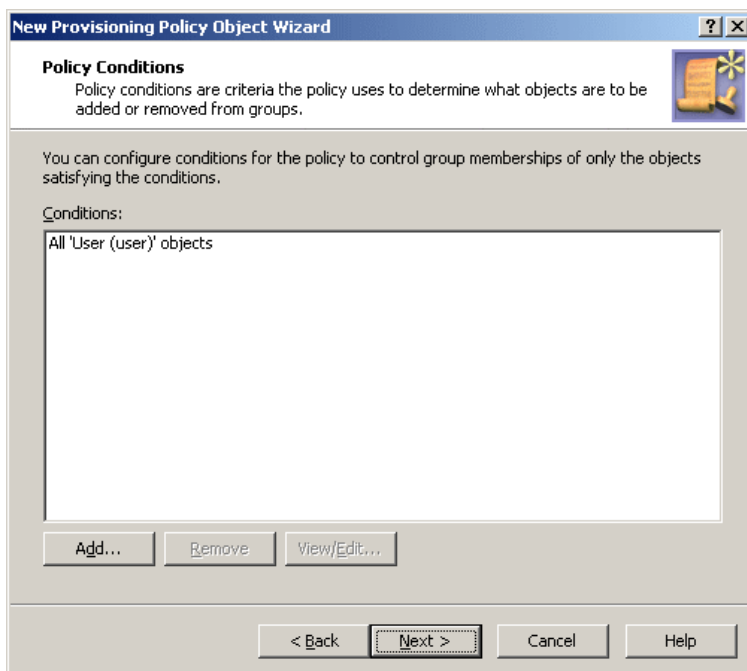 New Provisioning Policy Object Wizard
Policy Conditions
Policy conditions are criteria the policy uses to determine what objects are to be
added or removed from groups.
You can configure conditions for the policy to control group memberships of only the objects
satisfying the conditions.
Conditions:
All 'User (user)' objects
Add... Remove View/Edit...
< Back Next > Cancel Help